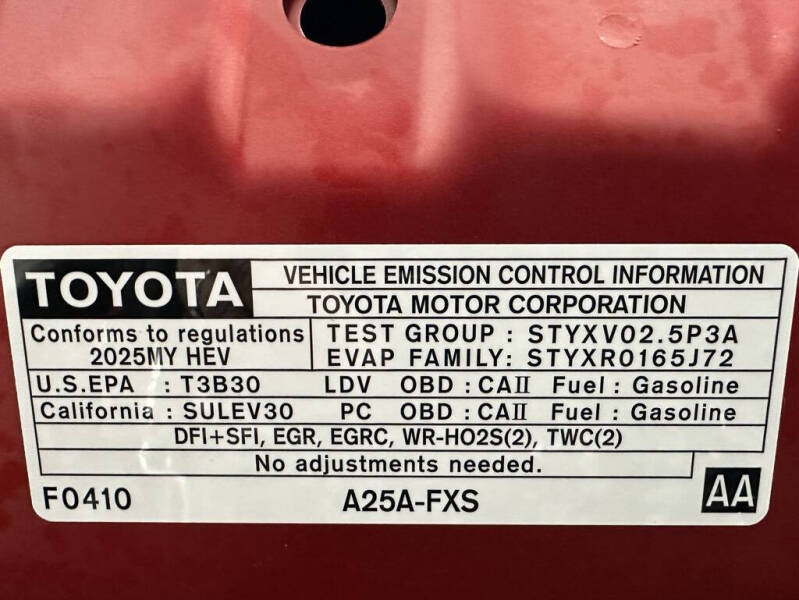 TOYOTA VEHICLE EMISSION CONTROL INFORMATION
TOYOTA MOTOR CORPORATION
Conforms to regulations
2025MY HEV
TEST GROUP : STYXV02.5P3A
EVAP FAMILY: STYXR0165J72
U.S.EPA : T3B30 LDV OBD : CAII Fuel : Gasoline
California : SULEV30 PC OBD : CAII Fuel : Gasoline
DFI+SFI, EGR, EGRC, WR-HO2S(2), TWC(2)
No adjustments needed.
F0410 A25A-FXS AA